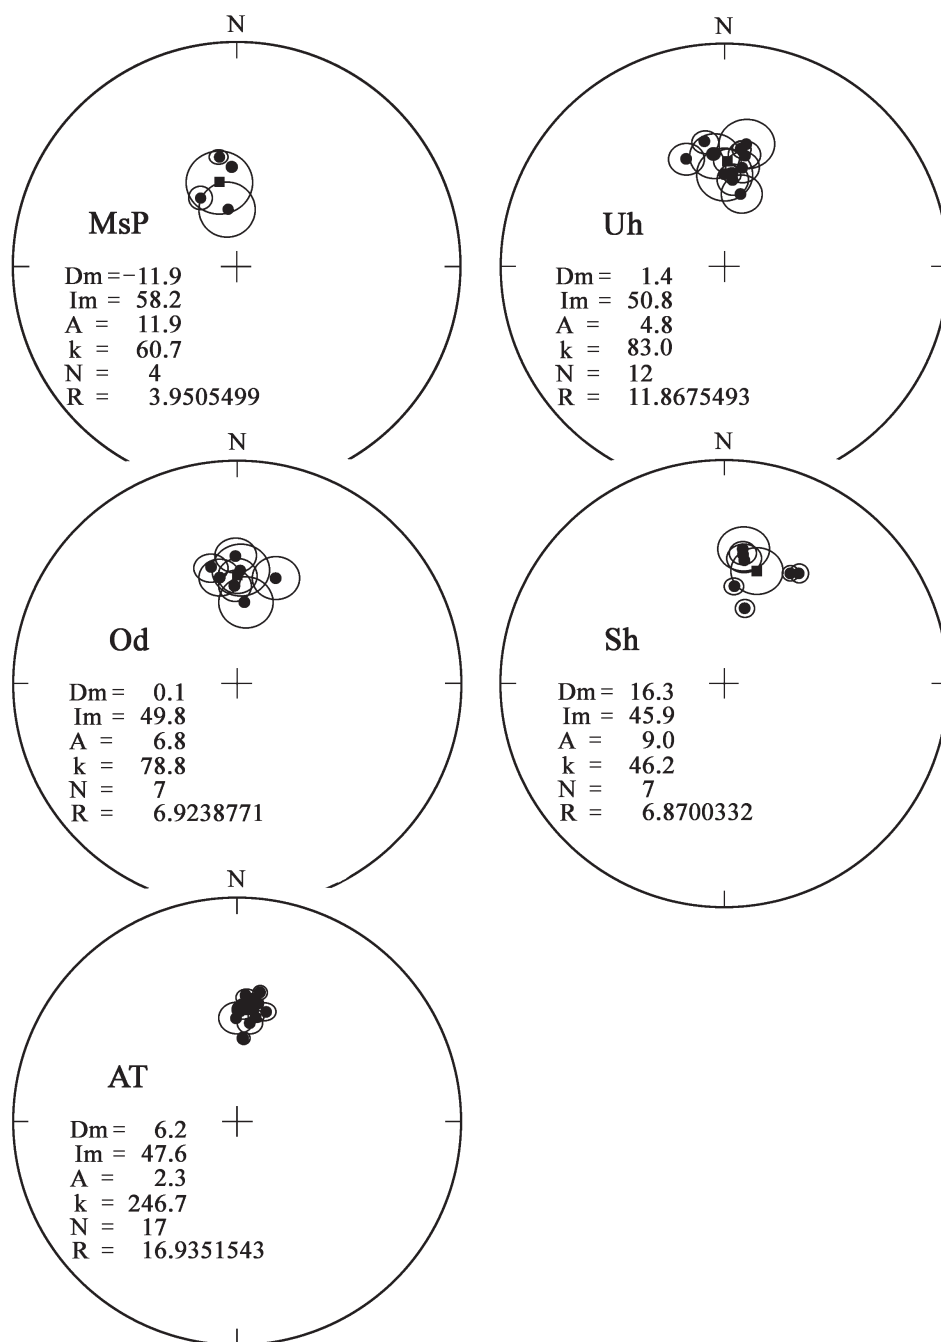 N
MsP
Dm=−11.9
Im = 58.2
A = 11.9
k = 60.7
N = 4
R = 3.9505499
N
Uh
Dm= 1.4
Im = 50.8
A = 4.8
k = 83.0
N = 12
R = 11.8675493
N
Od
Dm= 0.1
Im = 49.8
A = 6.8
k = 78.8
N = 7
R = 6.9238771
N
Sh
Dm= 16.3
Im = 45.9
A = 9.0
k = 46.2
N = 7
R = 6.8700332
N
AT
Dm= 6.2
Im = 47.6
A = 2.3
k = 246.7
N = 17
R = 16.9351543